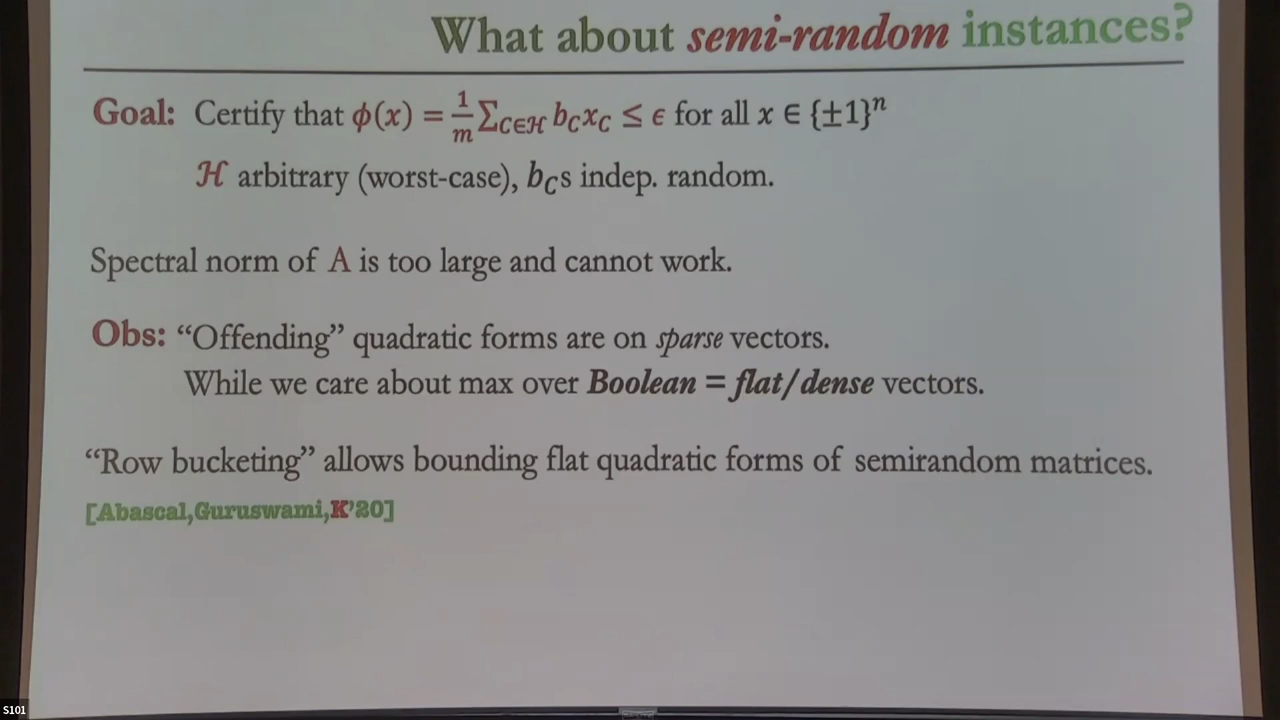 What about semi-random instances?
Goal: Certify that ϕ(x) = 1/m ∑_{C∈ℋ} b_C x_C ≤ ϵ for all x ∈ {±1}^n
ℋ arbitrary (worst-case), b_Cs indep. random.
Spectral norm of A is too large and cannot work.
Obs: “Offending” quadratic forms are on sparse vectors.
While we care about max over Boolean = flat/dense vectors.
“Row bucketing” allows bounding flat quadratic forms of semirandom matrices.
[Abascal,Guruswami,K’20]
S101